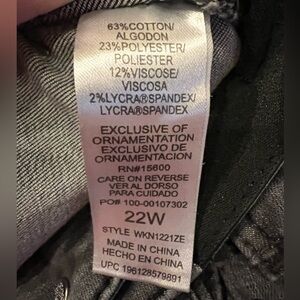 63%COTTON/
ALGODON
23%POLYESTER/
POLIESTER
12%VISCOSE/
VISCOSA
2%LYCRA®SPANDEX/
LYCRA®SPANDEX
EXCLUSIVE OF
ORNAMENTATION
EXCLUSIVO DE
ORNAMENTACION
RN#15600
CARE ON REVERSE
VER AL DORSO
PARA CUIDADO
PO# 100-00107302
22W
STYLE WKN1221ZE
MADE IN CHINA
HECHO EN CHINA
UPC 196128579891